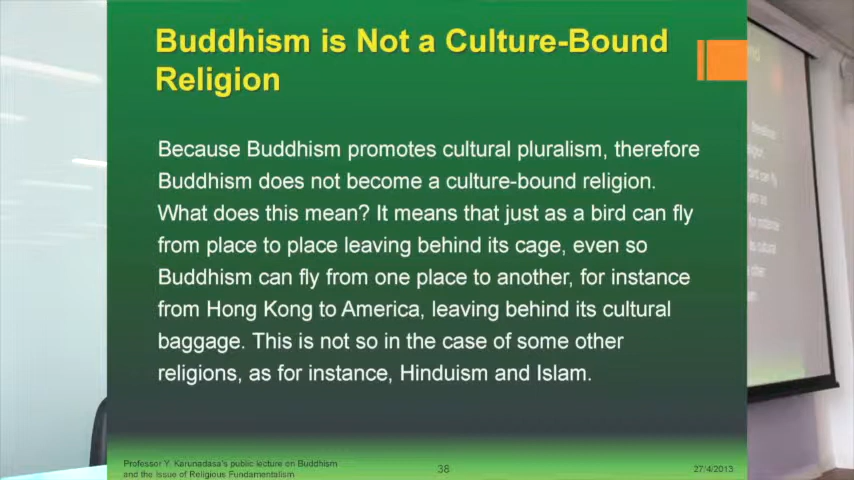 Buddhism is Not a Culture-Bound
Religion
Because Buddhism promotes cultural pluralism, therefore
Buddhism does not become a culture-bound religion.
What does this mean? It means that just as a bird can fly
from place to place leaving behind its cage, even so
Buddhism can fly from one place to another, for instance
from Hong Kong to America, leaving behind its cultural
baggage. This is not so in the case of some other
religions, as for instance, Hinduism and Islam.
Professor Y. Karunadasa's public lecture on Buddhism
and the Issue of Religious Fundamentalism
38
27/4/2013